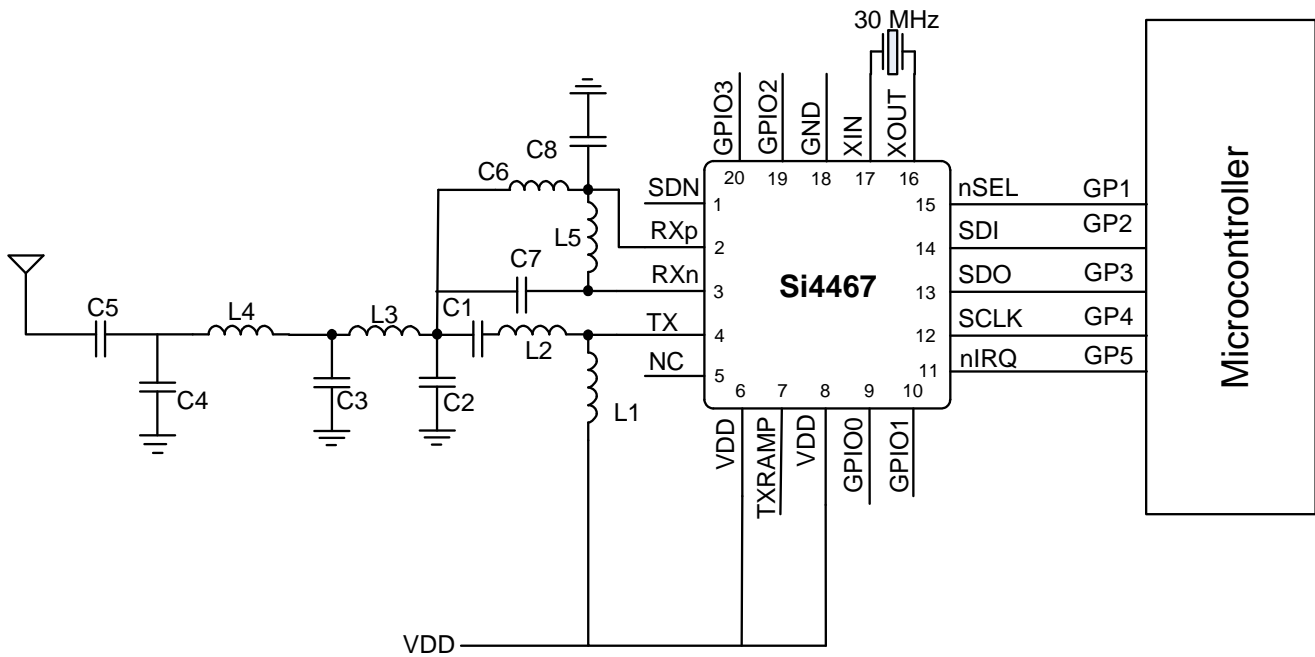 30 MHz
GPIO3
GPIO2
GND
XIN
XOUT
20
19
18
17
16
C8
C6
L5
C7
SDN
1
RXp
2
RXn
3
TX
4
NC
5
Si4467
nSEL
15
GP1
SDI
14
GP2
SDO
13
GP3
SCLK
12
GP4
nIRQ
11
GP5
Microcontroller
C5
L4
L3
C1
L2
C4
C3
C2
L1
6
7
8
9
10
VDD
TXRAMP
VDD
GPIO0
GPIO1
VDD